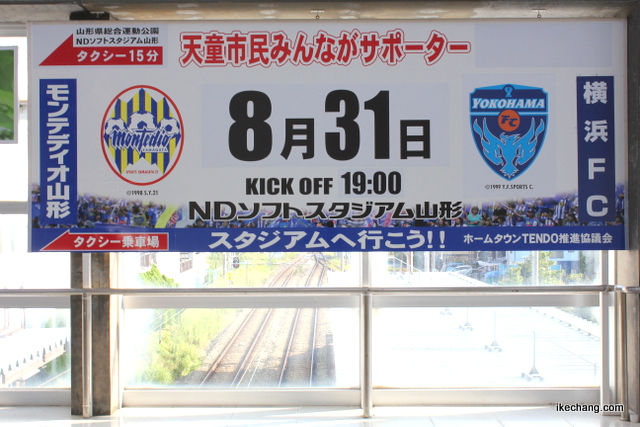 山形県総合運動公園
NDソフトスタジアム山形
タクシー15分
天童市民みんながサポーター
モンテディオ山形
montedio
YAMAGATA
SPORTS YAMAGATA 21
©1998 S.Y.21
8月31日
KICK OFF 19:00
NDソフトスタジアム山形
YOKOHAMA
FC
©1999 Y.F.SPORTS C.
横浜FC
タクシー乗車場
スタジアムへ行こう!!
ホームタウンTENDO推進協議会
ikechang.com